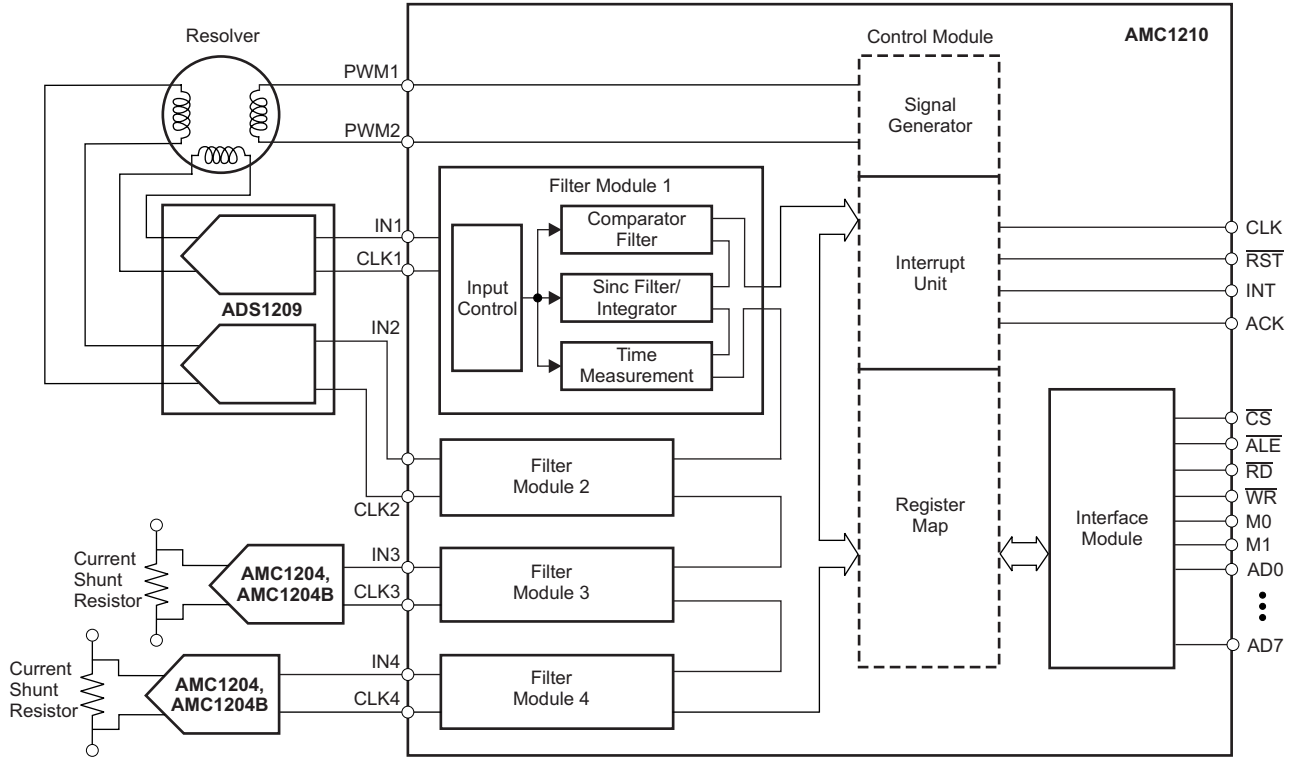 Resolver
Control Module
AMC1210
PWM1
Signal
Generator
PWM2
Filter Module 1
IN1
Comparator
Filter
CLK
CLK1
RST
Input
Control
Sinc Filter/
Integrator
Interrupt
Unit
INT
ADS1209
IN2
ACK
Time
Measurement
CS
ALE
Filter
Module 2
RD
WR
CLK2
Register
Map
Interface
Module
M0
M1
Current
Shunt
Resistor
AMC1204,
AMC1204B
IN3
CLK3
Filter
Module 3
AD0
AD7
Current
Shunt
Resistor
AMC1204,
AMC1204B
IN4
CLK4
Filter
Module 4